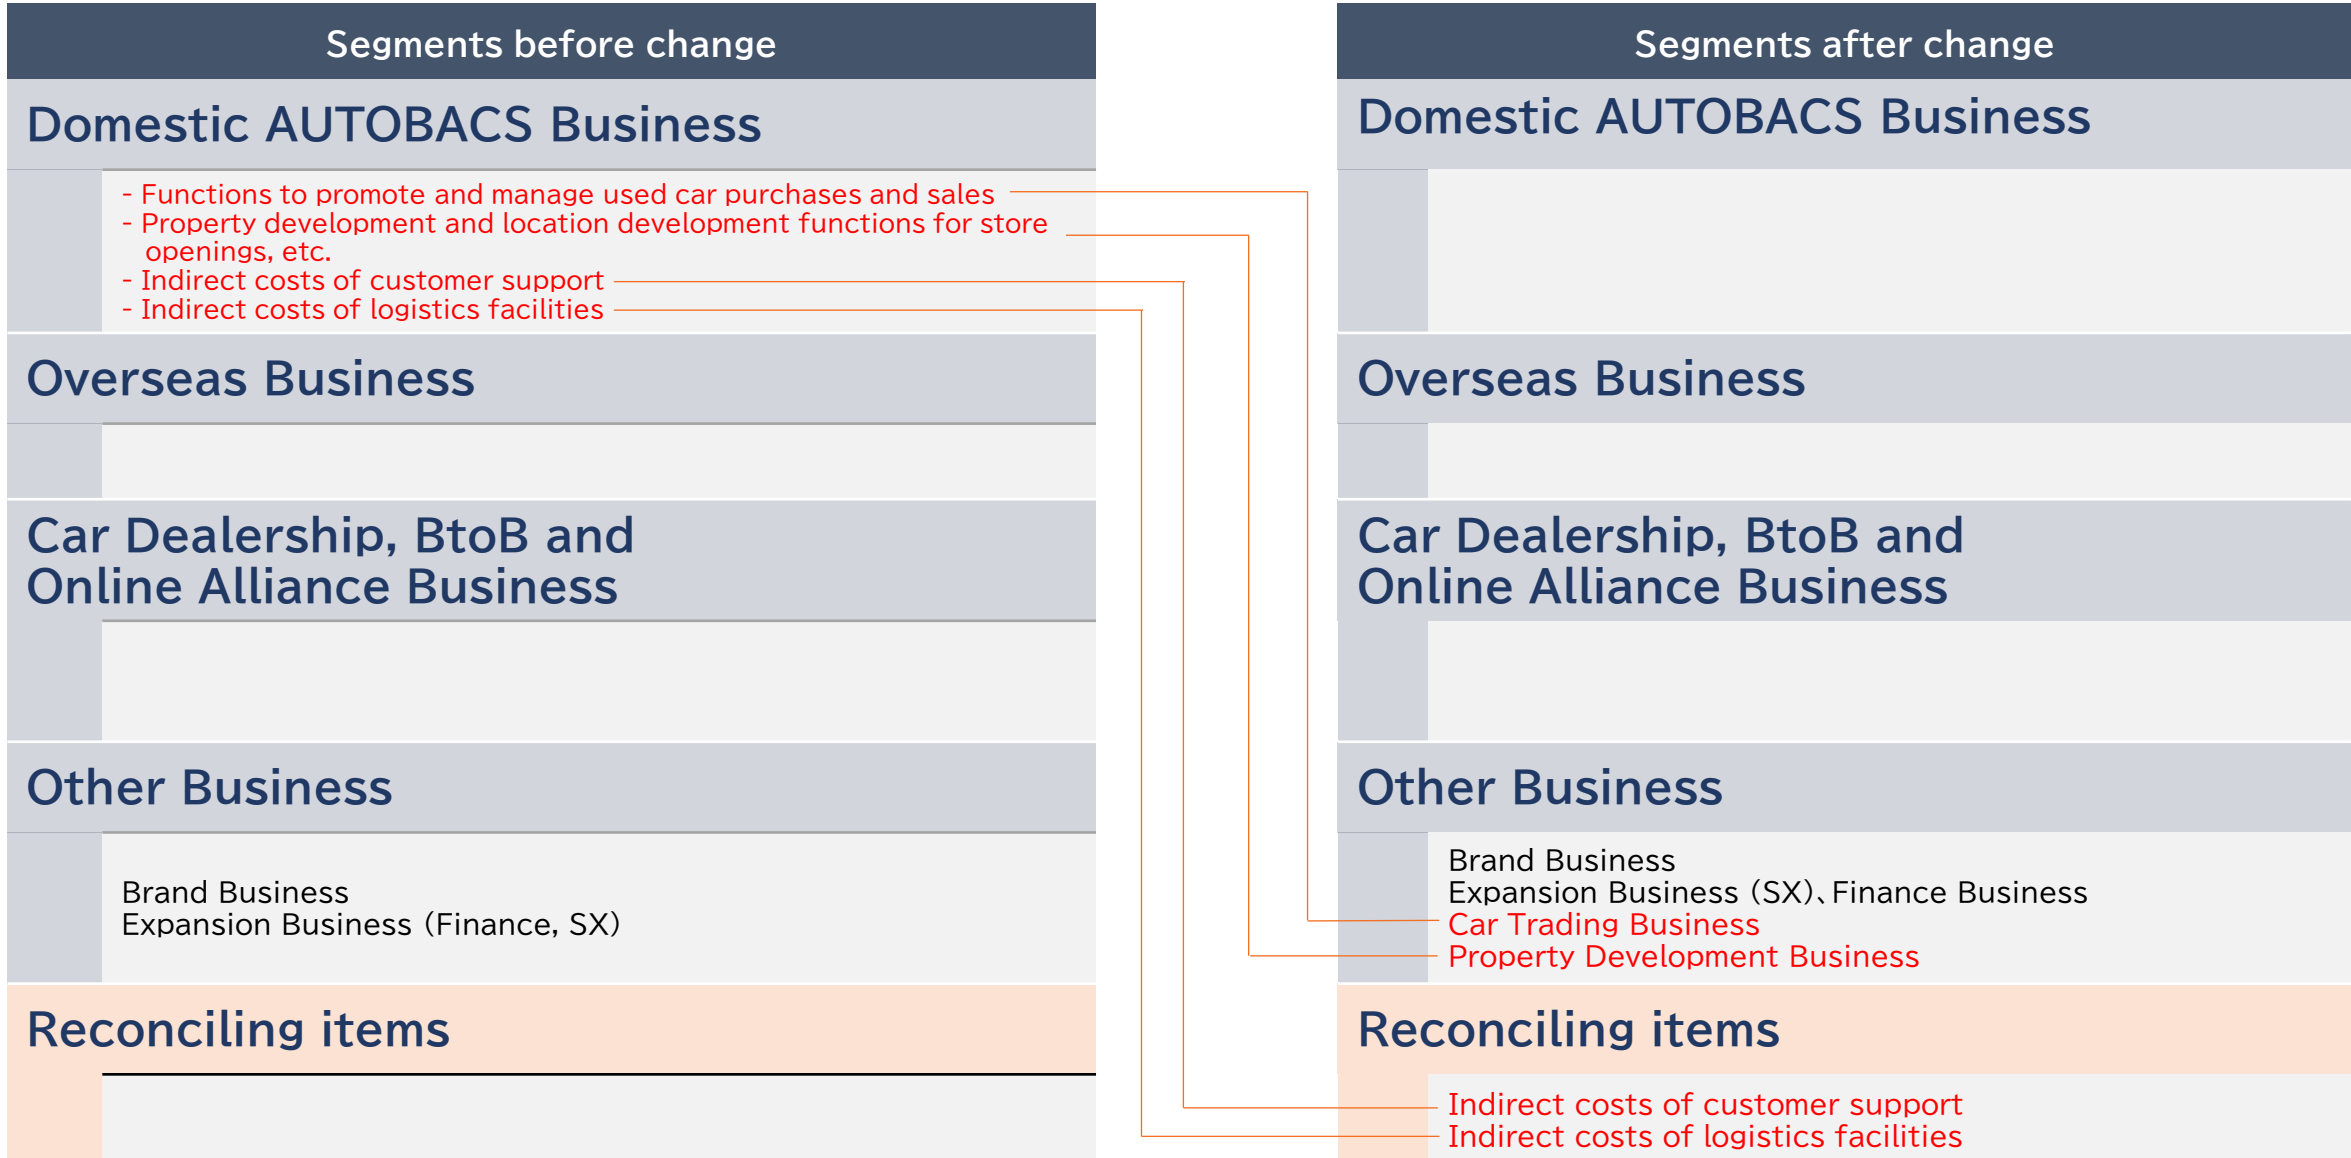 Segments before change
Domestic AUTOBACS Business
- Functions to promote and manage used car purchases and sales
- Property development and location development functions for store
openings, etc.
- Indirect costs of customer support
- Indirect costs of logistics facilities
Overseas Business
Car Dealership, BtoB and
Online Alliance Business
Other Business
Brand Business
Expansion Business (Finance, SX)
Reconciling items
Segments after change
Domestic AUTOBACS Business
Overseas Business
Car Dealership, BtoB and
Online Alliance Business
Other Business
Brand Business
Expansion Business (SX)、Finance Business
Car Trading Business
Property Development Business
Reconciling items
Indirect costs of customer support
Indirect costs of logistics facilities